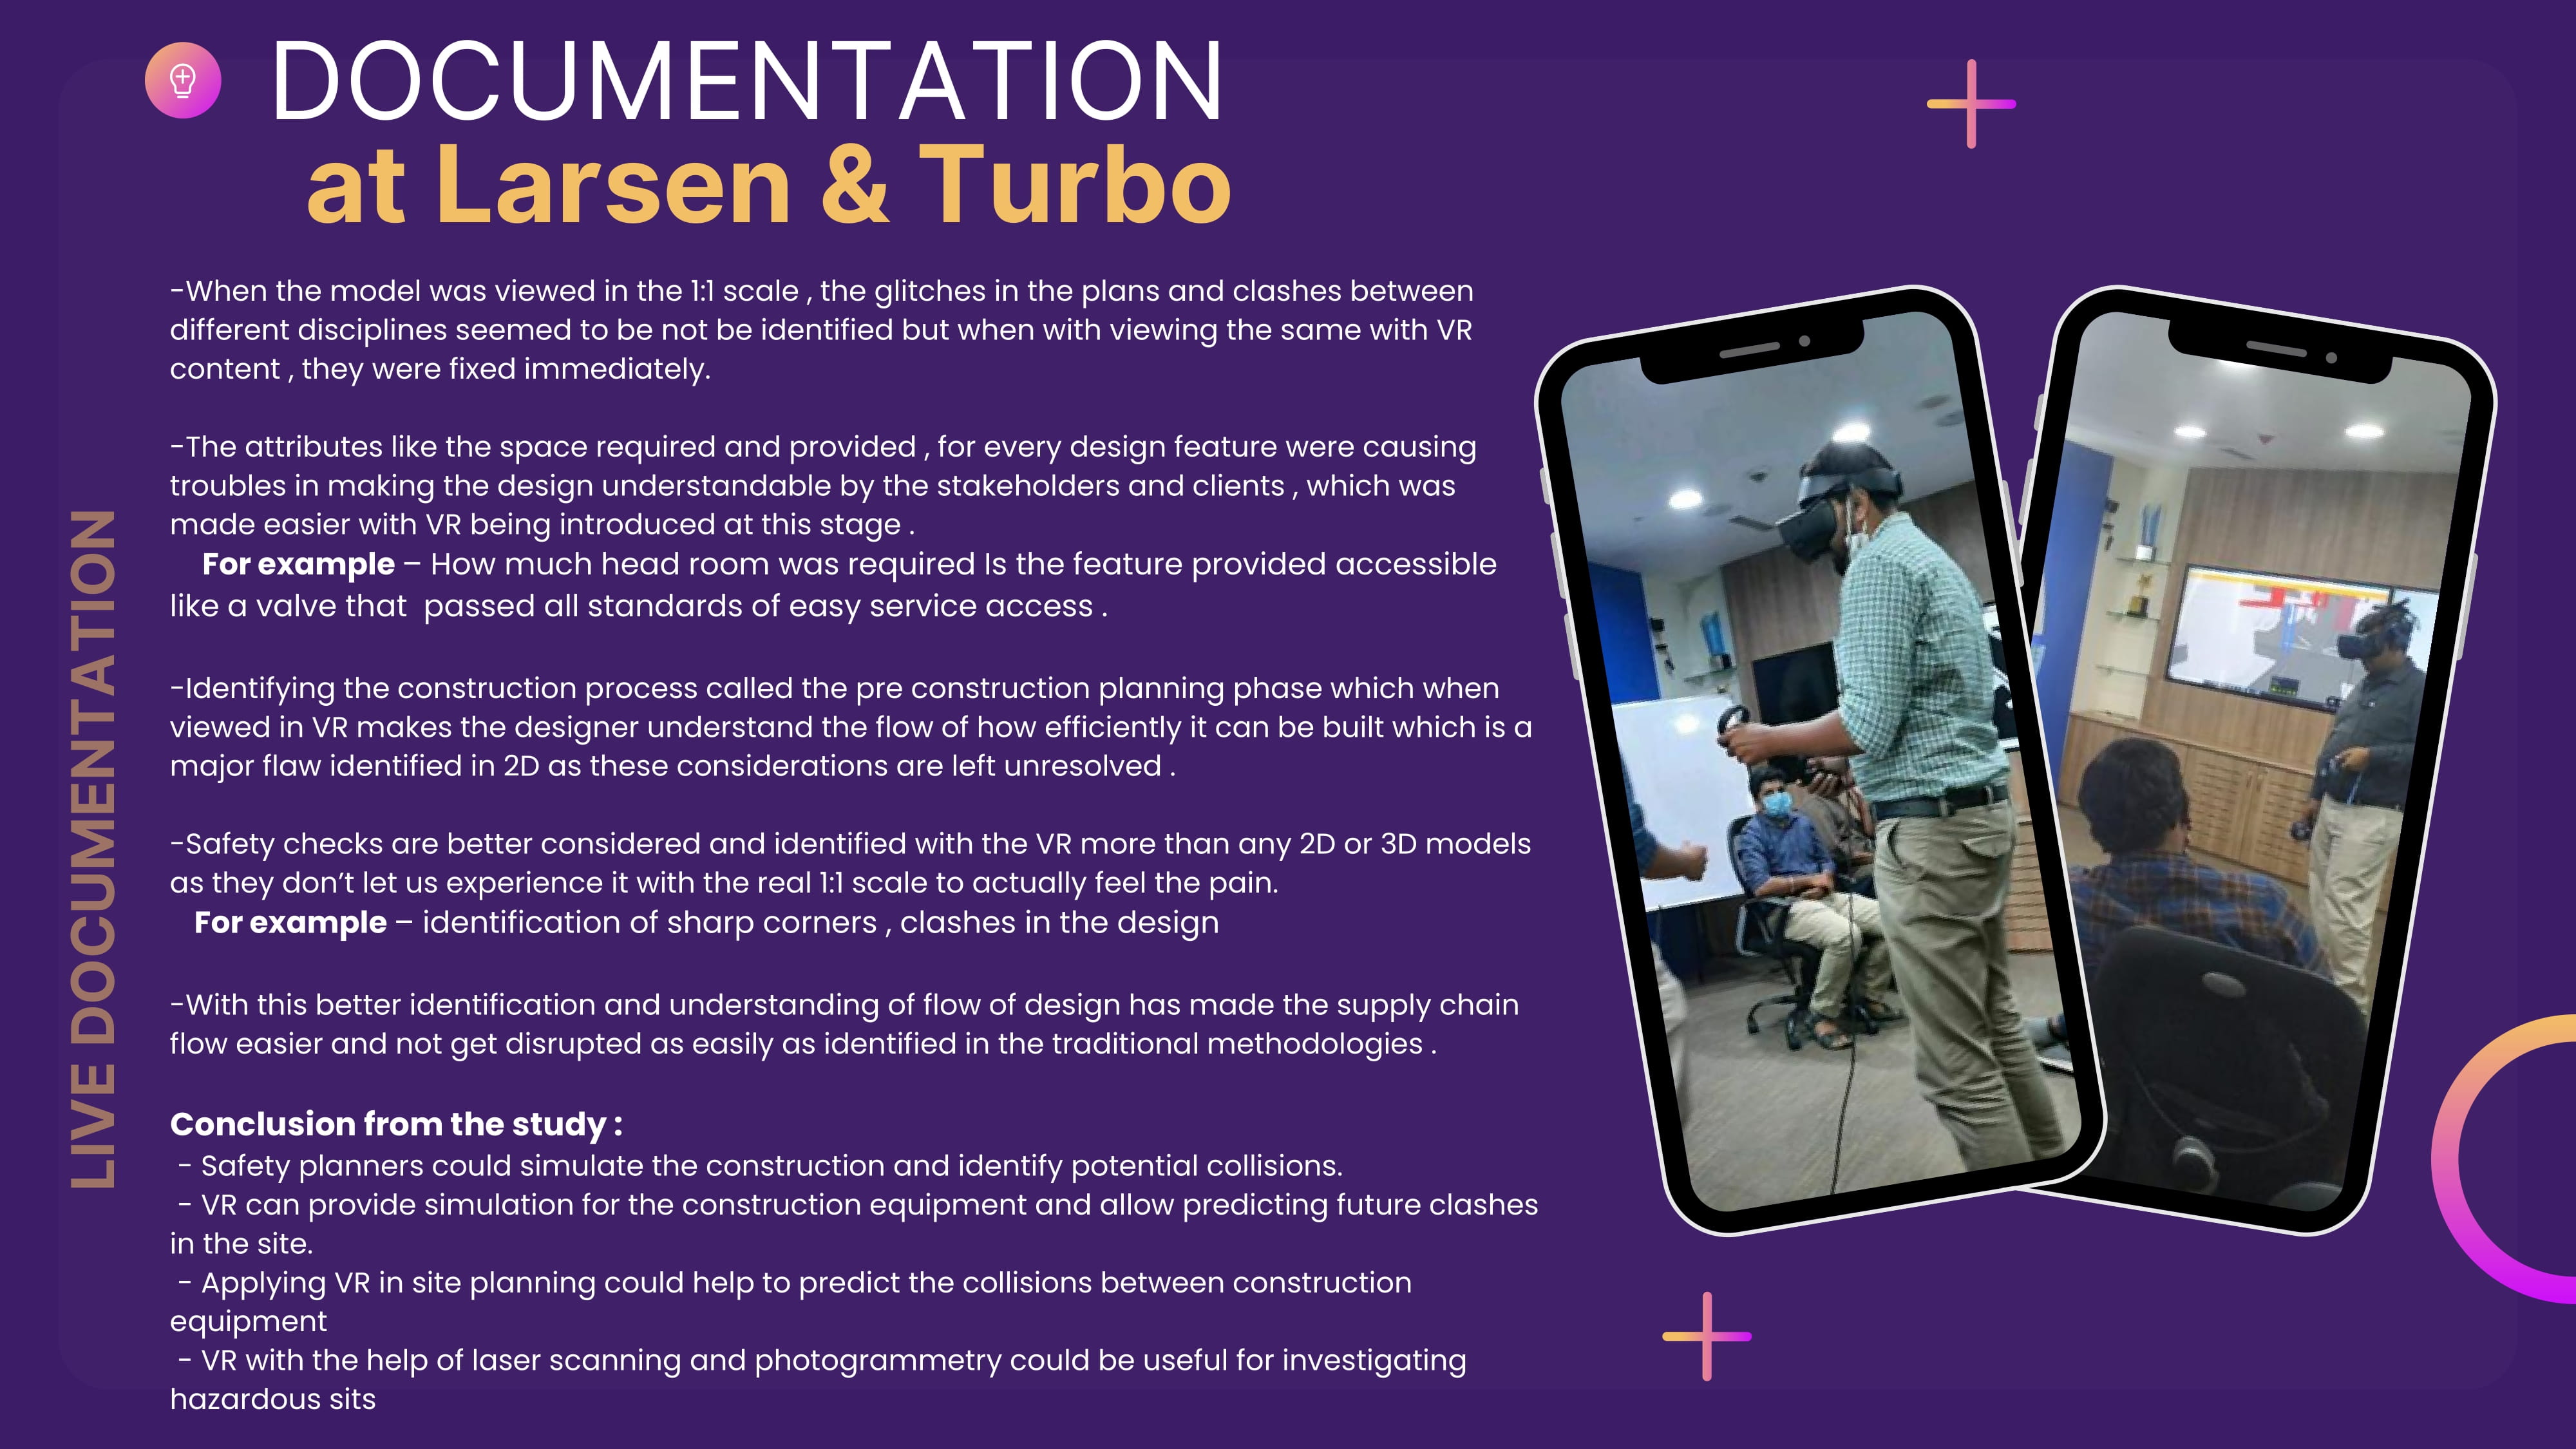 DOCUMENTATION
at Larsen & Turbo
LIVE DOCUMENTATION
-When the model was viewed in the 1:1 scale , the glitches in the plans and clashes between
different disciplines seemed to be not be identified but when with viewing the same with VR
content , they were fixed immediately.
-The attributes like the space required and provided , for every design feature were causing
troubles in making the design understandable by the stakeholders and clients , which was
made easier with VR being introduced at this stage .
For example – How much head room was required Is the feature provided accessible
like a valve that  passed all standards of easy service access .
-Identifying the construction process called the pre construction planning phase which when
viewed in VR makes the designer understand the flow of how efficiently it can be built which is a
major flaw identified in 2D as these considerations are left unresolved .
-Safety checks are better considered and identified with the VR more than any 2D or 3D models
as they don’t let us experience it with the real 1:1 scale to actually feel the pain.
For example – identification of sharp corners , clashes in the design
-With this better identification and understanding of flow of design has made the supply chain
flow easier and not get disrupted as easily as identified in the traditional methodologies .
Conclusion from the study :
- Safety planners could simulate the construction and identify potential collisions.
- VR can provide simulation for the construction equipment and allow predicting future clashes
in the site.
- Applying VR in site planning could help to predict the collisions between construction
equipment
- VR with the help of laser scanning and photogrammetry could be useful for investigating
hazardous sits